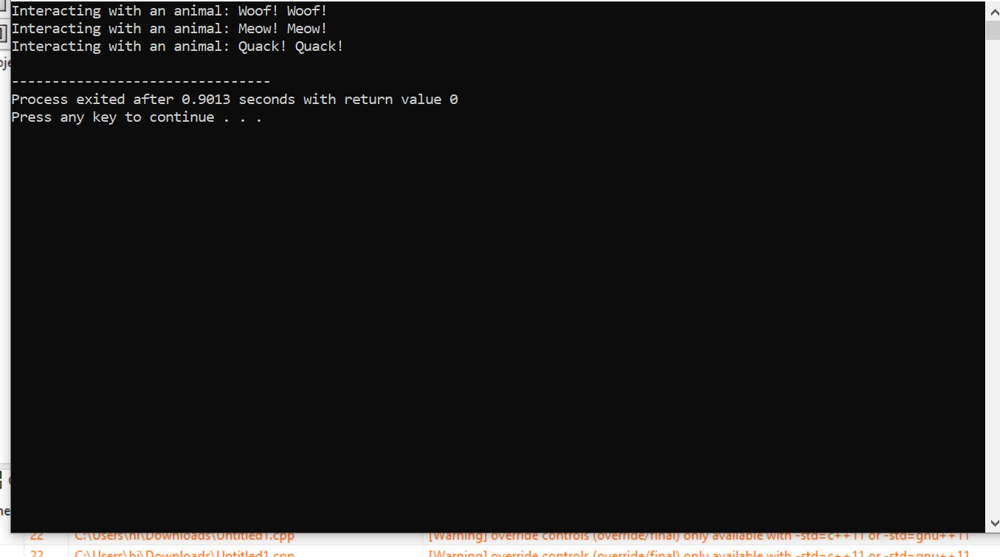 Interacting with an animal: Woof! Woof!
Interacting with an animal: Meow! Meow!
Interacting with an animal: Quack! Quack!
--------------------------------
Process exited after 0.9013 seconds with return value 0
Press any key to continue . . .
22 C:\Users\hi\Downloads\Untitled1.cpp [Warning] override controls (override/final) only available with -std=c++11 or -std=gnu++11
22 C:\Users\hi\Downloads\Untitled1.cpp [Warning] override controls (override/final) only available with -std=c++11 or -std=gnu++11